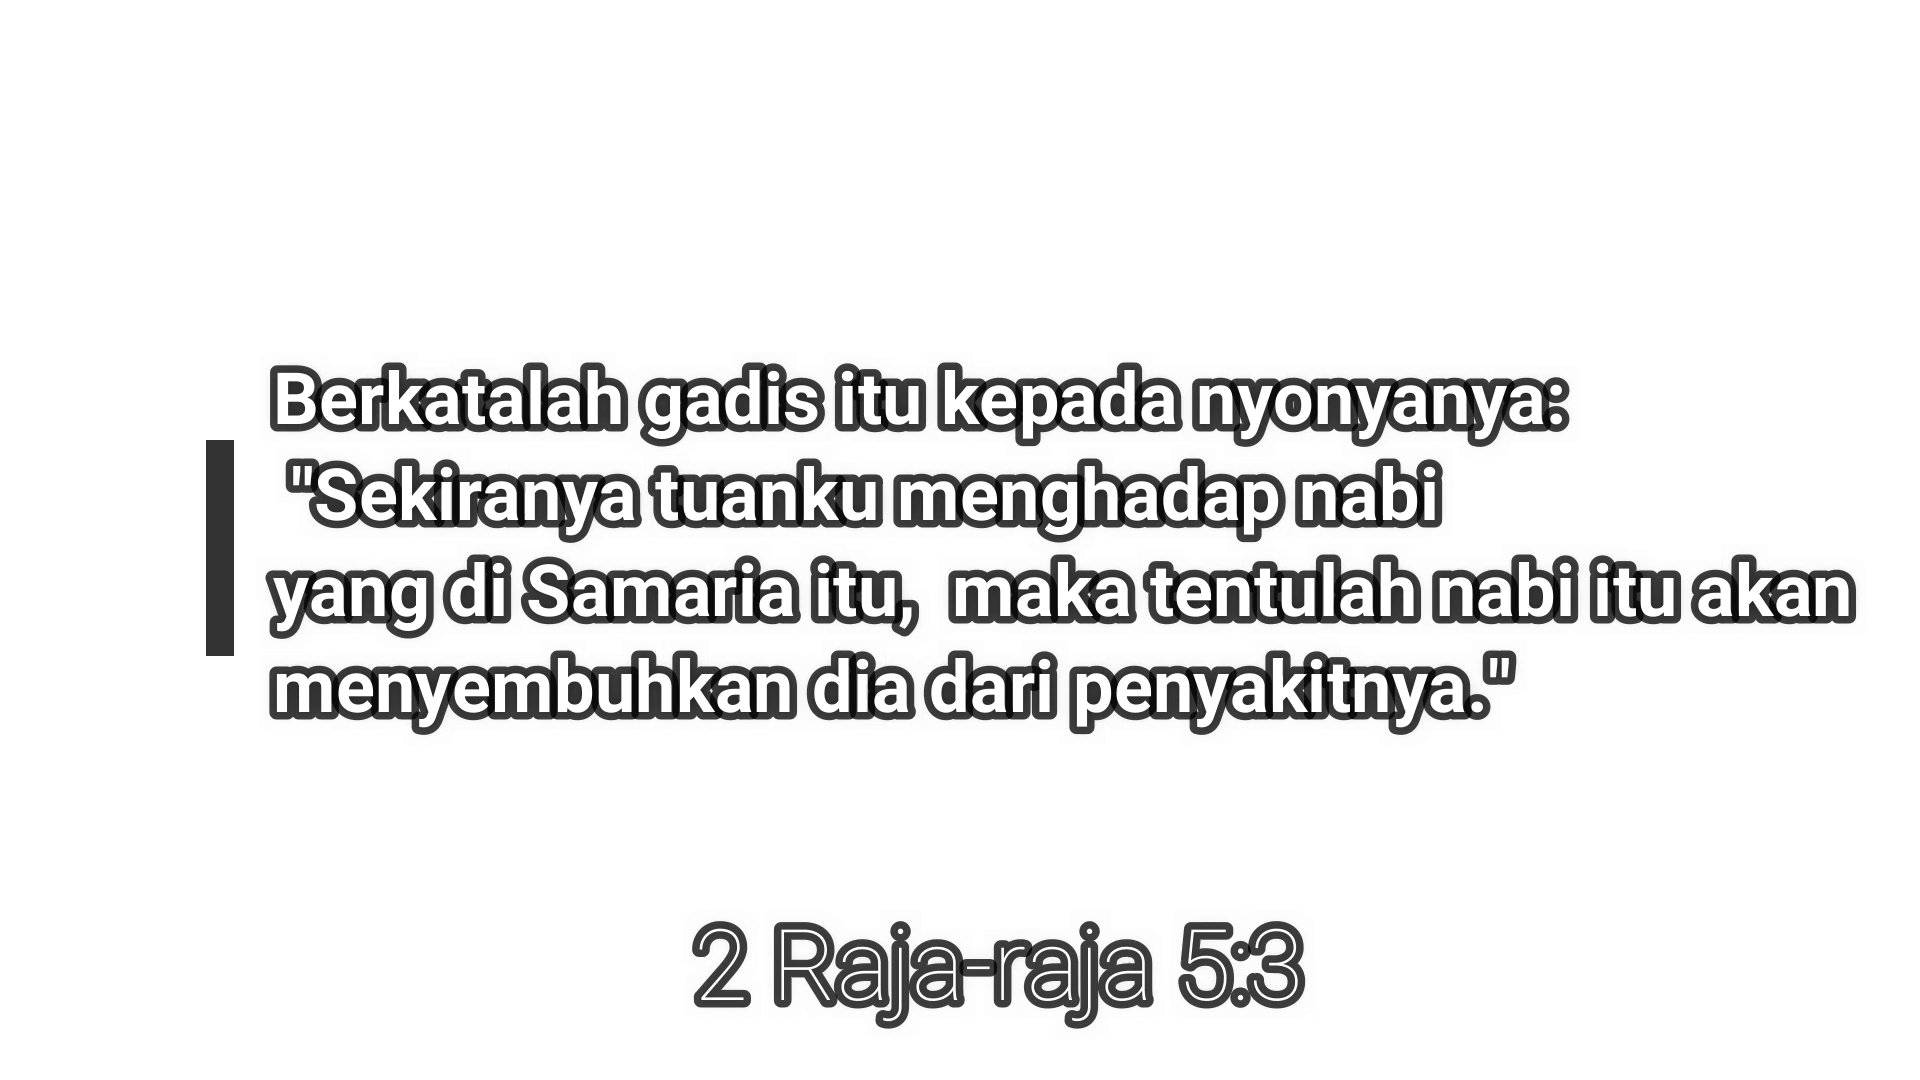 Berkatalah gadis itu kepada nyonyanya:
"Sekiranya tuanku menghadap nabi
yang di Samaria itu, maka tentulah nabi itu akan
menyembuhkan dia dari penyakitnya."
2 Raja-raja 5:3